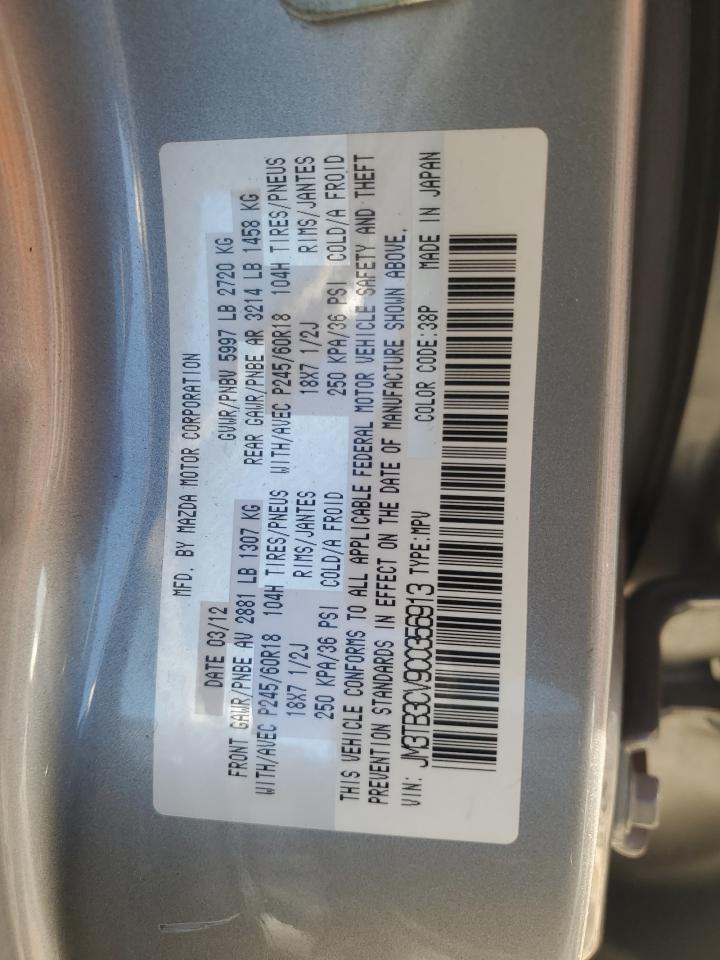 MFD. BY MAZDA MOTOR CORPORATION
DATE 03/12 GVWR/PNBV 5997 LB 2720 KG
FRONT GAWR/PNBE AV 2881 LB 1307 KG REAR GAWR/PNBE AR 3214 LB 1458 KG
WITH/AVEC P245/60R18 104H TIRES/PNEUS WITH/AVEC P245/60R18 104H TIRES/PNEUS
18X7 1/2J RIMS/JANTES 18X7 1/2J RIMS/JANTES
250 KPA/36 PSI COLD/A FROID 250 KPA/36 PSI COLD/A FROID
THIS VEHICLE CONFORMS TO ALL APPLICABLE FEDERAL MOTOR VEHICLE SAFETY AND THEFT
PREVENTION STANDARDS IN EFFECT ON THE DATE OF MANUFACTURE SHOWN ABOVE.
VIN: JM3TB3CV9C0356913 TYPE:MPV COLOR CODE:38P MADE IN JAPAN